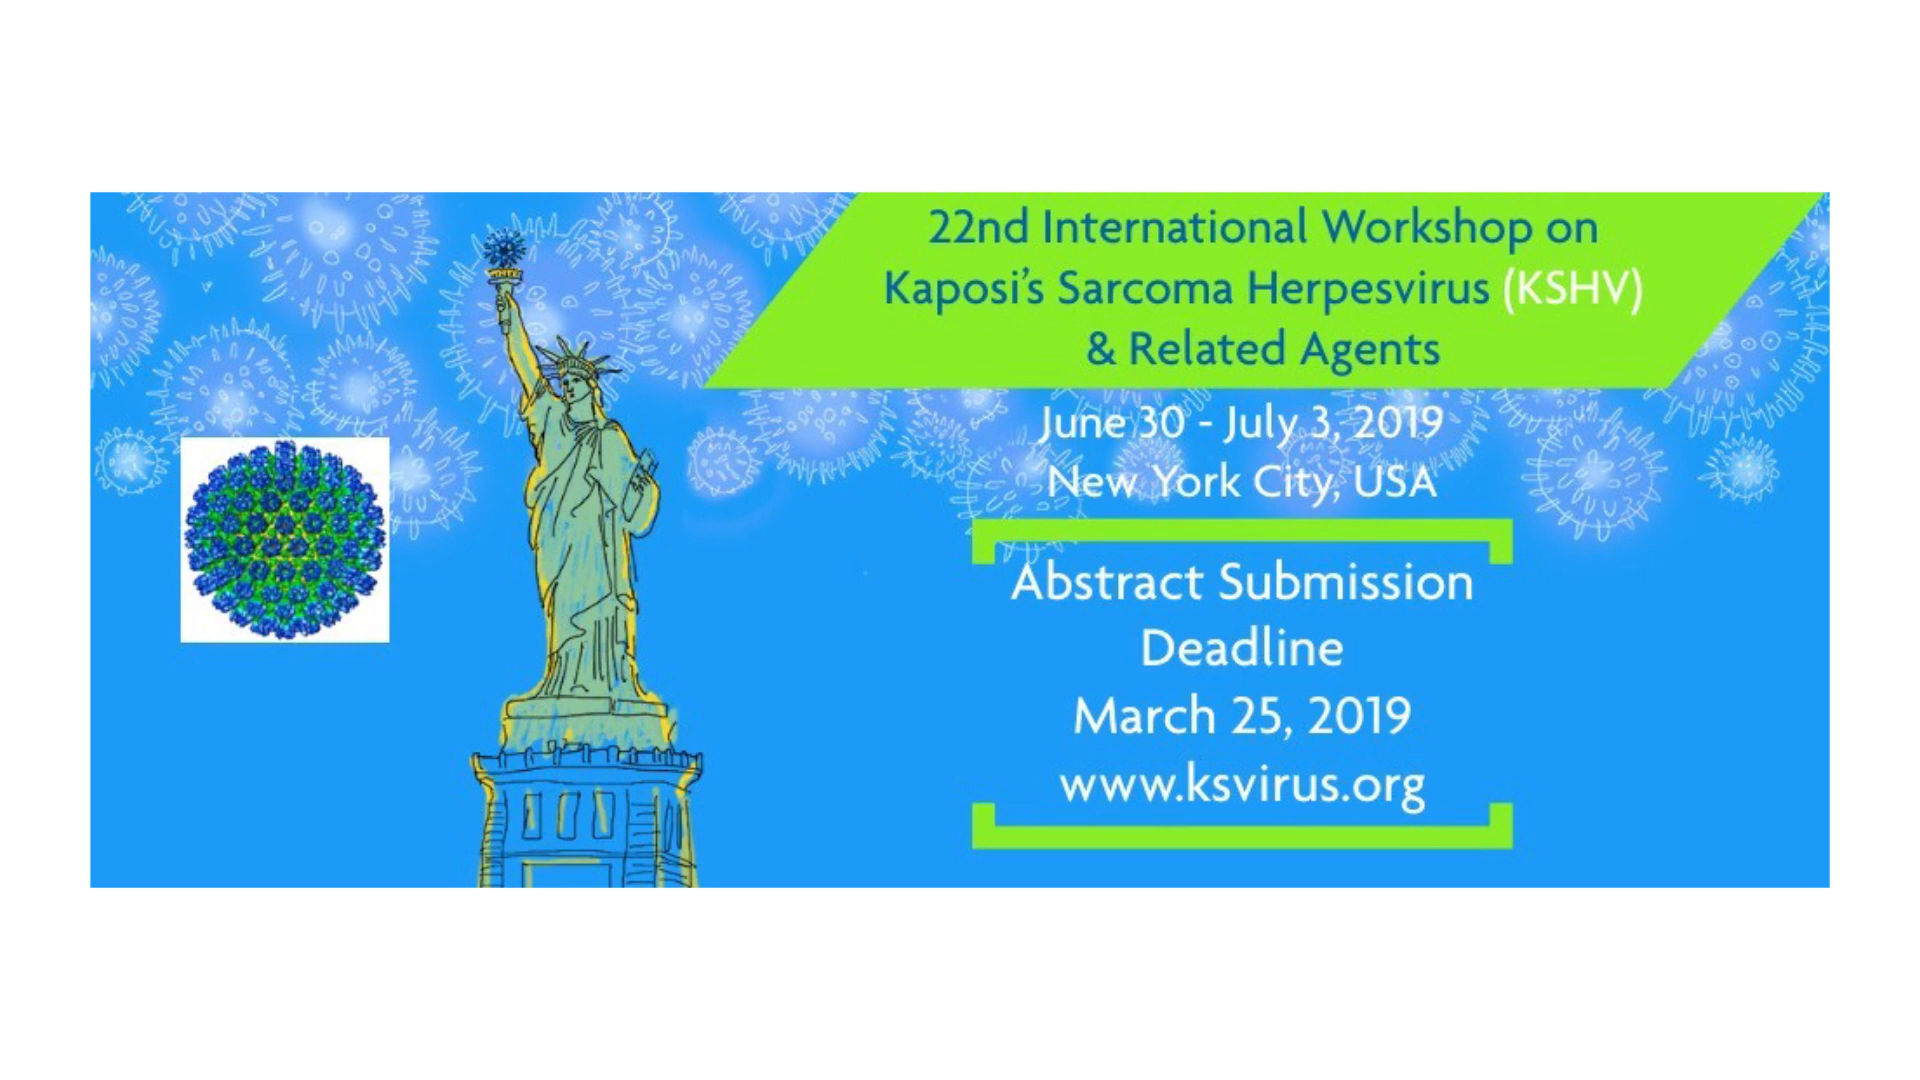 22nd International Workshop on
Kaposi's Sarcoma Herpesvirus (KSHV)
& Related Agents
June 30 - July 3, 2019
New York City, USA
Abstract Submission
Deadline
March 25, 2019
www.ksvirus.org